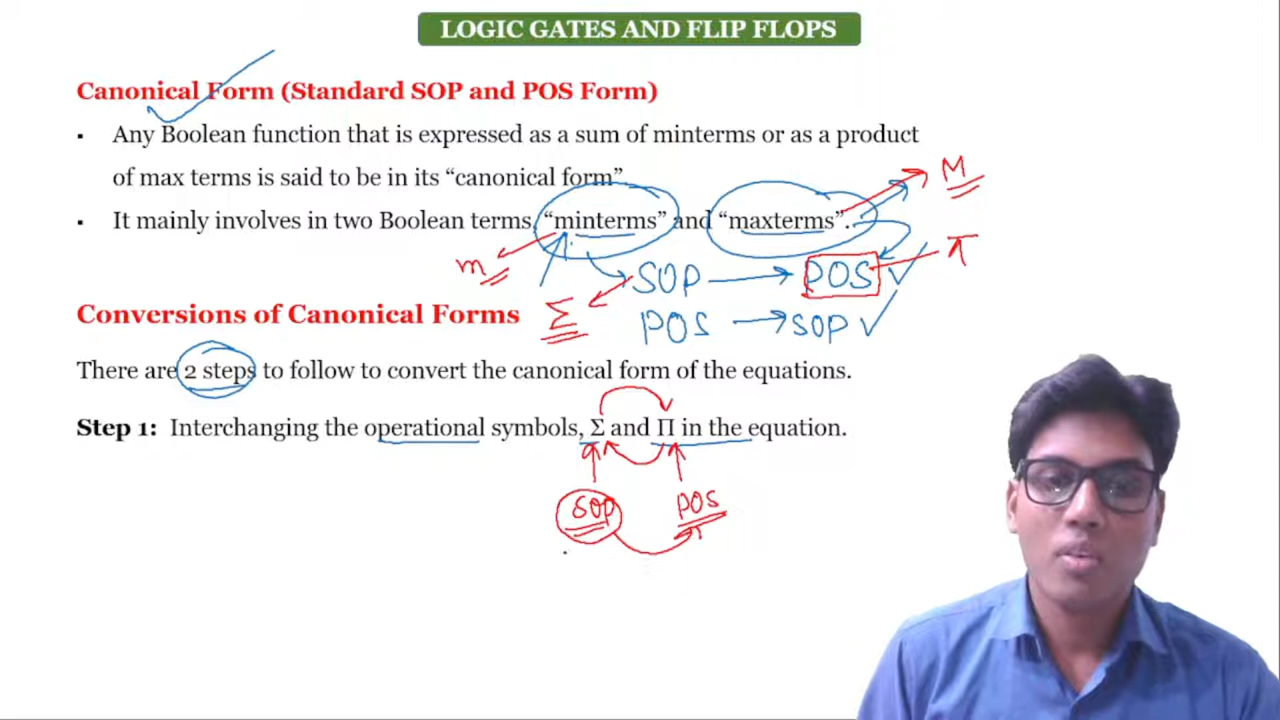 LOGIC GATES AND FLIP FLOPS
Canonical Form (Standard SOP and POS Form)
▪ Any Boolean function that is expressed as a sum of minterms or as a product
of max terms is said to be in its “canonical form”
▪ It mainly involves in two Boolean terms, “minterms” and “maxterms”.
M
m
SOP → POS ✓
π
Σ
POS → SOP ✓
Conversions of Canonical Forms
There are 2 steps to follow to convert the canonical form of the equations.
Step 1: Interchanging the operational symbols, Σ and Π in the equation.
SOP POS